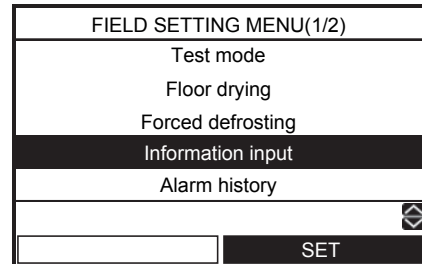 FIELD SETTING MENU(1/2)
Test mode
Floor drying
Forced defrosting
Information input
Alarm history
SET